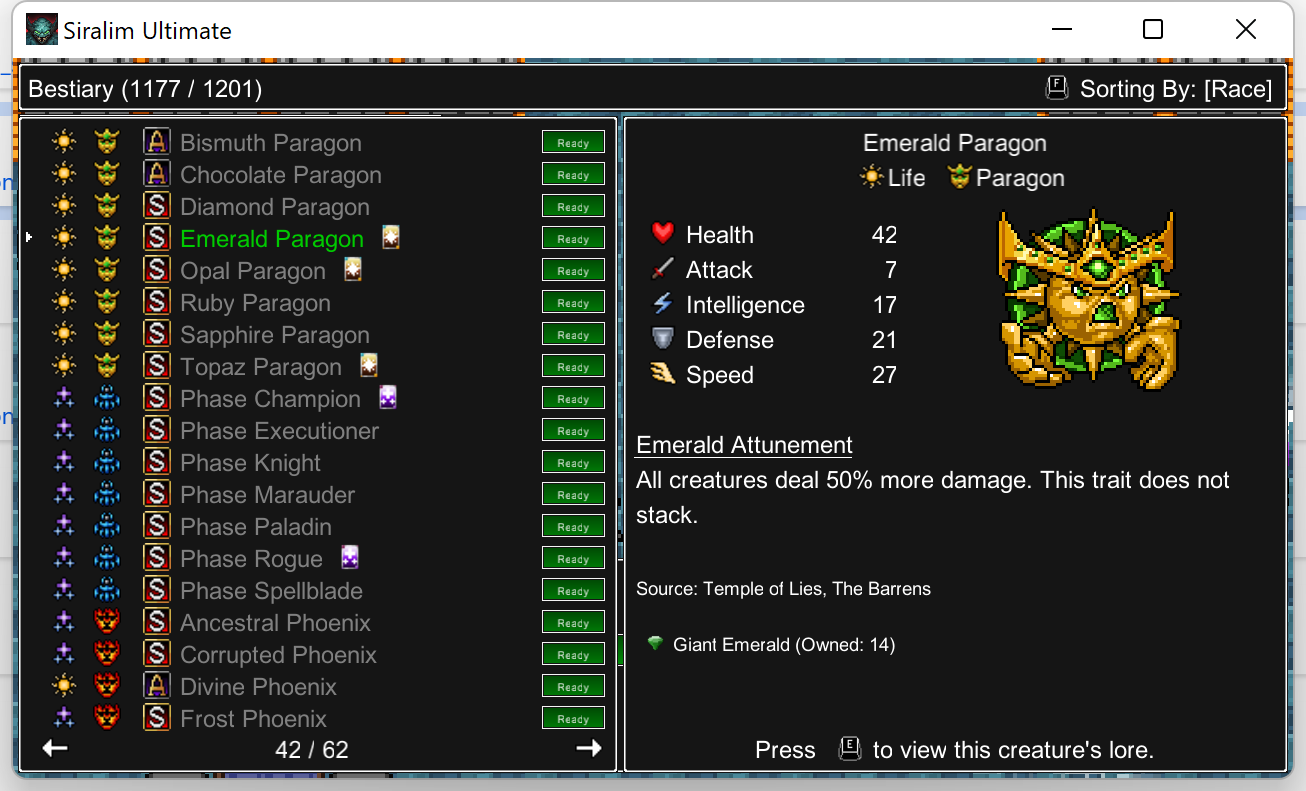 Siralim Ultimate
Bestiary (1177 / 1201)
F Sorting By: [Race]
A Bismuth Paragon Ready
A Chocolate Paragon Ready
S Diamond Paragon Ready
S Emerald Paragon Ready
S Opal Paragon Ready
S Ruby Paragon Ready
S Sapphire Paragon Ready
S Topaz Paragon Ready
S Phase Champion Ready
S Phase Executioner Ready
S Phase Knight Ready
S Phase Marauder Ready
S Phase Paladin Ready
S Phase Rogue Ready
S Phase Spellblade Ready
S Ancestral Phoenix Ready
S Corrupted Phoenix Ready
A Divine Phoenix Ready
S Frost Phoenix Ready
42 / 62
Emerald Paragon
Life Paragon
Health 42
Attack 7
Intelligence 17
Defense 21
Speed 27
Emerald Attunement
All creatures deal 50% more damage. This trait does not
stack.
Source: Temple of Lies, The Barrens
Giant Emerald (Owned: 14)
Press E to view this creature's lore.